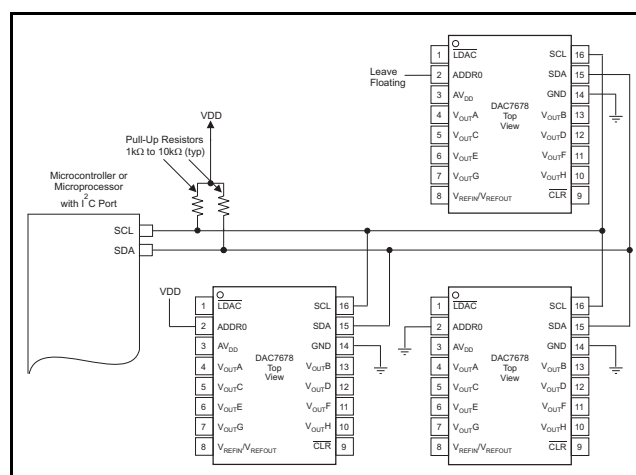 1 LDAC SCL 16
Leave Floating
2 ADDR0 SDA 15
3 AVDD GND 14
DAC7678
Top
View
4 VOUTA VOUTB 13
5 VOUTC VOUTD 12
6 VOUTE VOUTF 11
7 VOUTG VOUTH 10
8 VREFIN/VREFOUT CLR 9
VDD
Pull-Up Resistors
1kΩ to 10kΩ (typ)
Microcontroller or
Microprocessor
with I2C Port
SCL
SDA
VDD
1 LDAC SCL 16
2 ADDR0 SDA 15
3 AVDD GND 14
DAC7678
Top
View
4 VOUTA VOUTB 13
5 VOUTC VOUTD 12
6 VOUTE VOUTF 11
7 VOUTG VOUTH 10
8 VREFIN/VREFOUT CLR 9
1 LDAC SCL 16
2 ADDR0 SDA 15
3 AVDD GND 14
DAC7678
Top
View
4 VOUTA VOUTB 13
5 VOUTC VOUTD 12
6 VOUTE VOUTF 11
7 VOUTG VOUTH 10
8 VREFIN/VREFOUT CLR 9